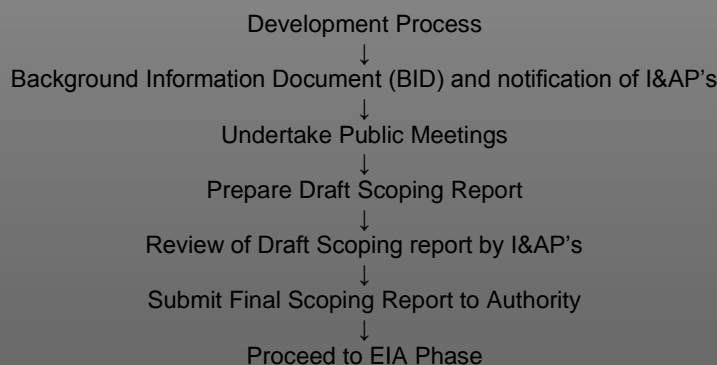 Development Process
↓
Background Information Document (BID) and notification of I&AP's
↓
Undertake Public Meetings
↓
Prepare Draft Scoping Report
↓
Review of Draft Scoping report by I&AP's
↓
Submit Final Scoping Report to Authority
↓
Proceed to EIA Phase